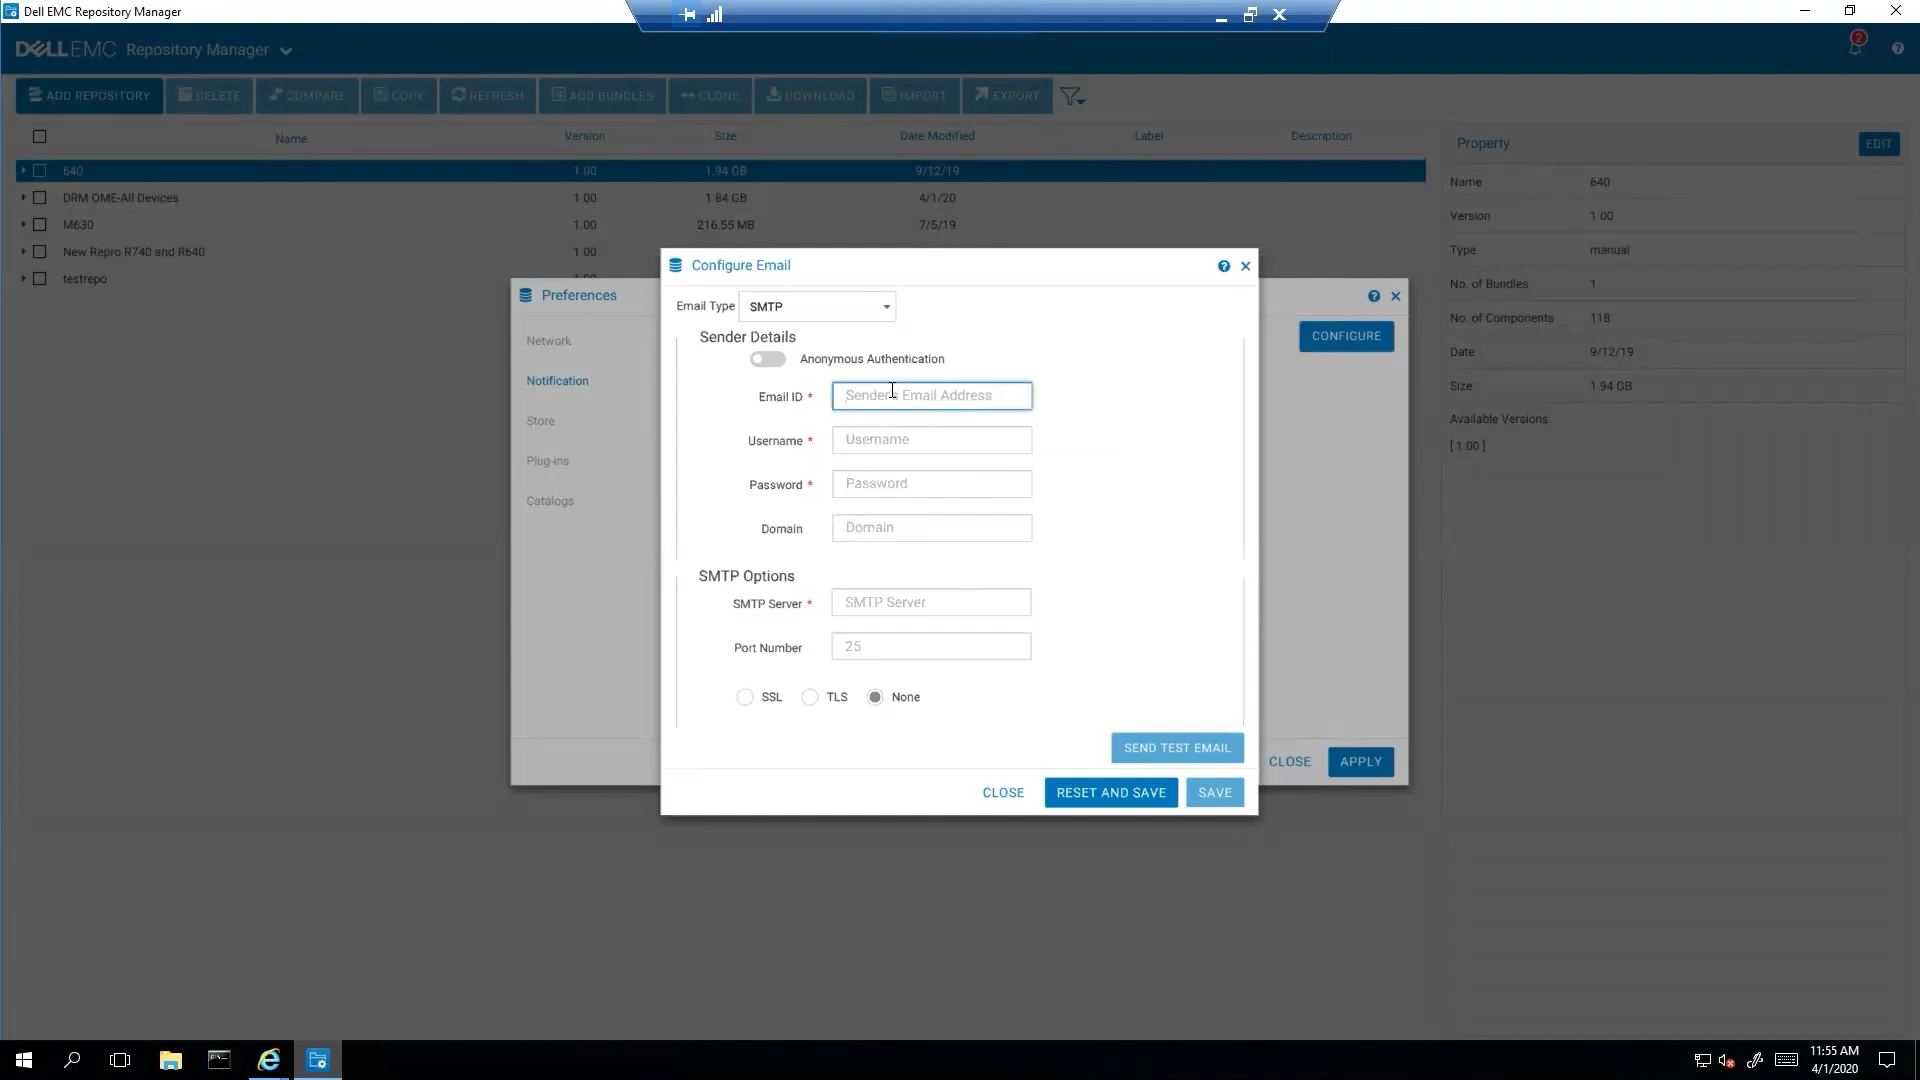 Dell EMC Repository Manager
DELLEMC Repository Manager
2
ADD REPOSITORY DELETE COMPARE COPY REFRESH ADD BUNDLES CLONE DOWNLOAD IMPORT EXPORT
Name Version Size Date Modified Label Description
640 1.00 1.94 GB 9/12/19
DRM OME-All Devices 1.00 1.84 GB 4/1/20
M630 1.00 216.55 MB 7/5/19
New Repro R740 and R640 1.00
testrepo
Property EDIT
Name 640
Version 1.00
Type manual
No. of Bundles 1
No. of Components 118
Date 9/12/19
Size 1.94 GB
Available Versions
[ 1.00 ]
Preferences
Network
Notification
Store
Plug-ins
Catalogs
CONFIGURE
CLOSE APPLY
Configure Email
Email Type SMTP
Sender Details
Anonymous Authentication
Email ID * Sender's Email Address
Username * Username
Password * Password
Domain Domain
SMTP Options
SMTP Server * SMTP Server
Port Number 25
SSL TLS None
SEND TEST EMAIL
CLOSE RESET AND SAVE SAVE
11:55 AM
4/1/2020